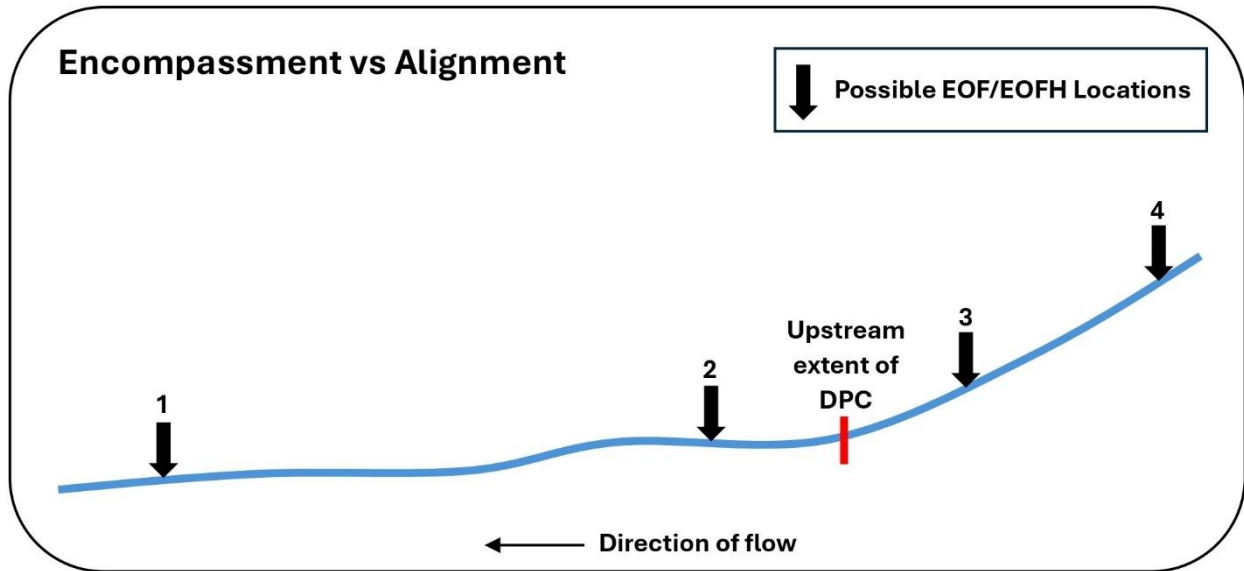 Encompassment vs Alignment
Possible EOF/EOFH Locations
4
3
Upstream
extent of
DPC
2
1
Direction of flow